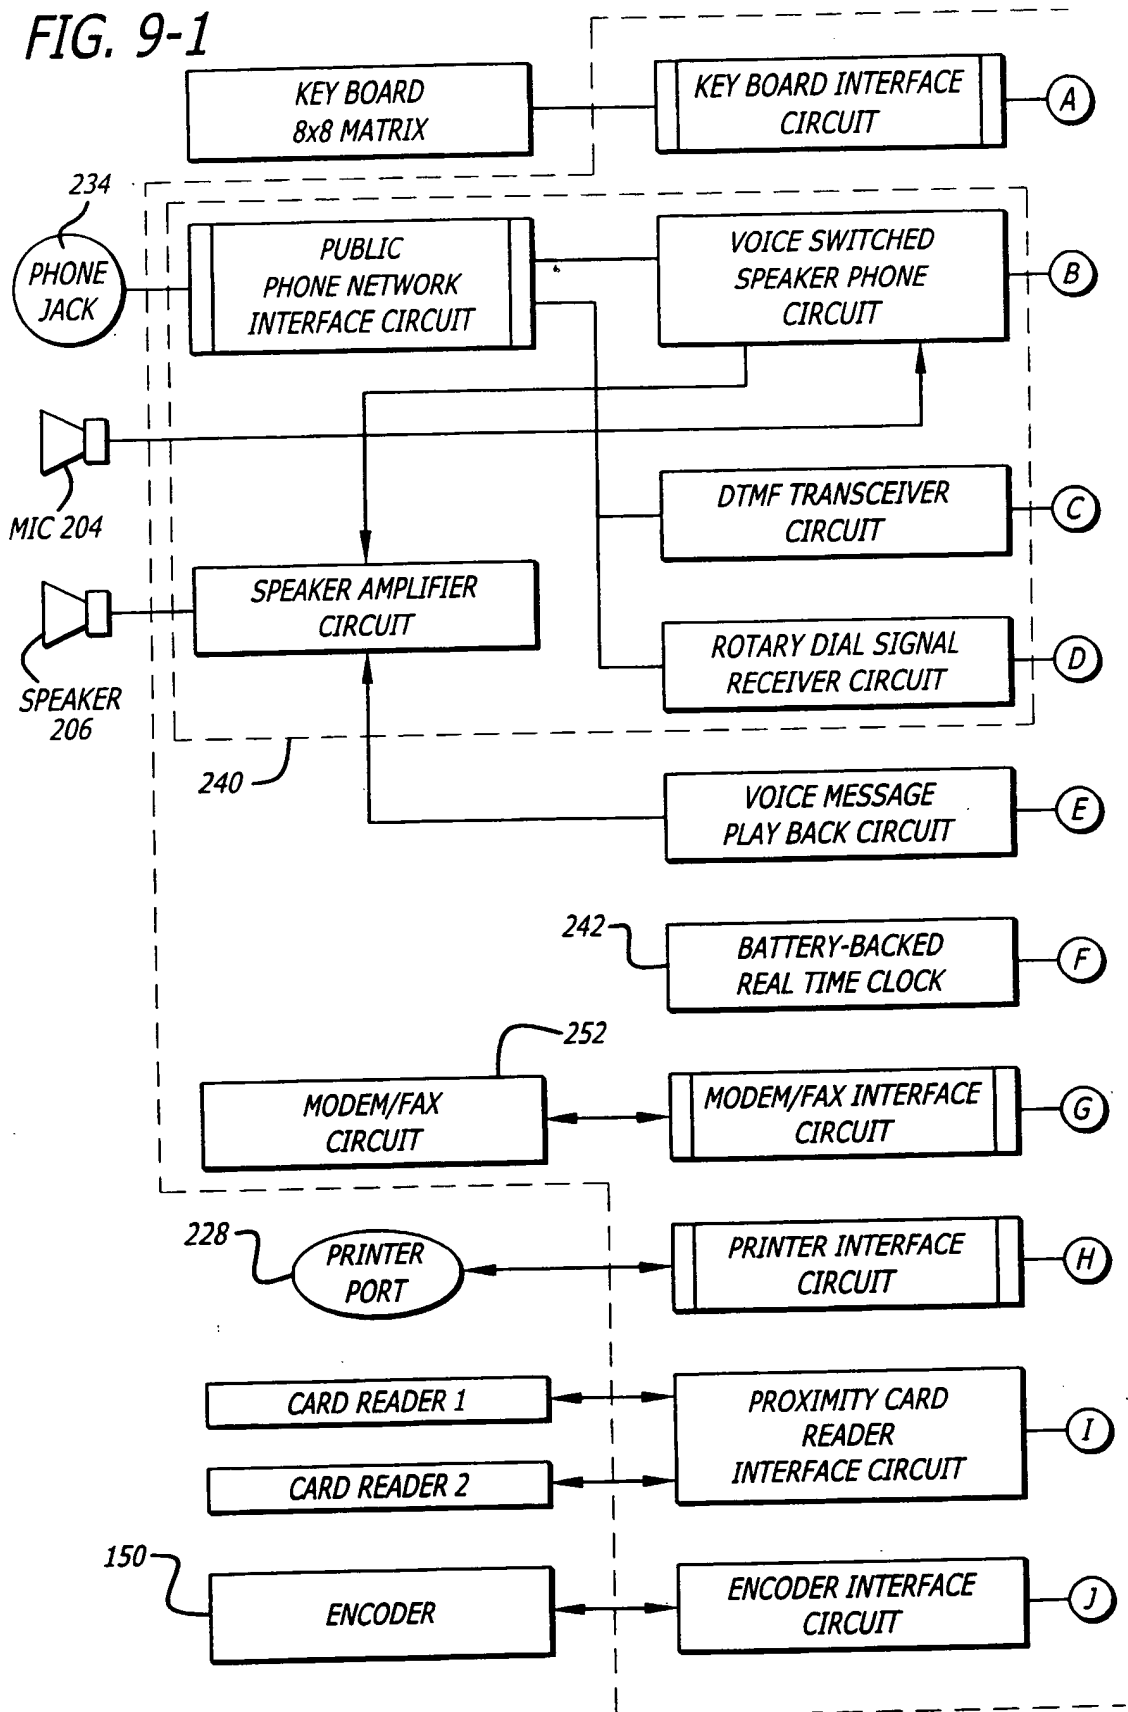 FIG. 9-1
KEY BOARD
8x8 MATRIX
KEY BOARD INTERFACE
CIRCUIT
A
234
PHONE
JACK
PUBLIC
PHONE NETWORK
INTERFACE CIRCUIT
VOICE SWITCHED
SPEAKER PHONE
CIRCUIT
B
MIC 204
DTMF TRANSCEIVER
CIRCUIT
C
SPEAKER AMPLIFIER
CIRCUIT
SPEAKER
206
ROTARY DIAL SIGNAL
RECEIVER CIRCUIT
D
240
VOICE MESSAGE
PLAY BACK CIRCUIT
E
242
BATTERY-BACKED
REAL TIME CLOCK
F
252
MODEM/FAX
CIRCUIT
MODEM/FAX INTERFACE
CIRCUIT
G
228
PRINTER
PORT
PRINTER INTERFACE
CIRCUIT
H
CARD READER 1
CARD READER 2
PROXIMITY CARD
READER
INTERFACE CIRCUIT
I
150
ENCODER
ENCODER INTERFACE
CIRCUIT
J